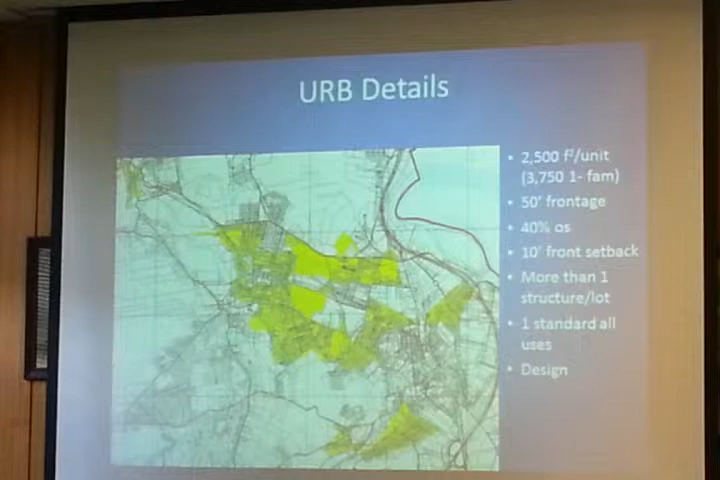 URB Details
• 2,500 f²/unit
(3,750 1- fam)
• 50' frontage
• 40% os
• 10' front setback
• More than 1
structure/lot
• 1 standard all
uses
• Design